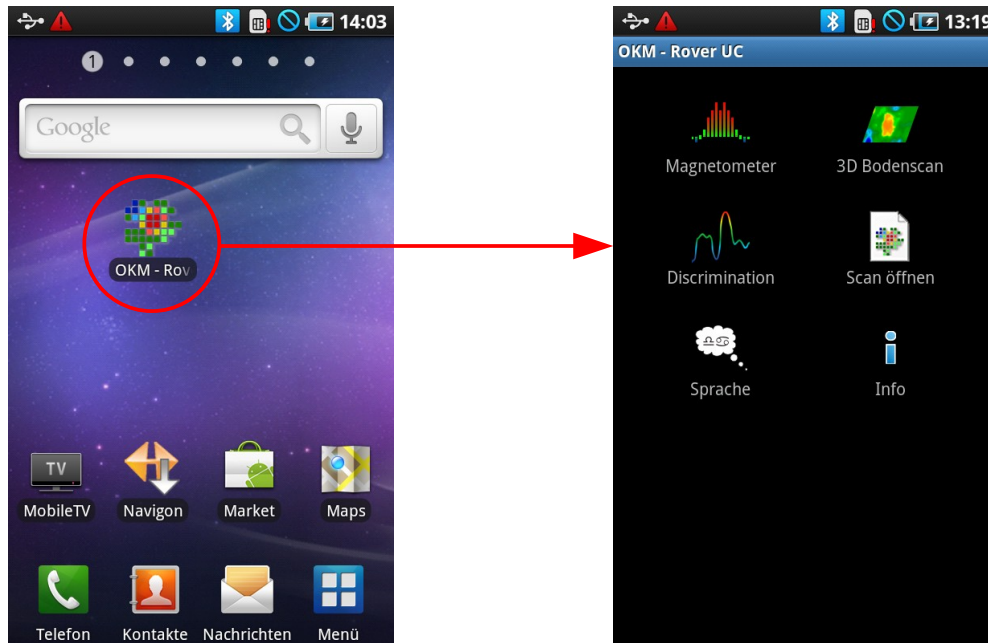 14:03
1
Google
OKM - Rov
MobileTV Navigon Market Maps
Telefon Kontakte Nachrichten Menü
13:19
OKM - Rover UC
Magnetometer 3D Bodenscan
Discrimination Scan öffnen
Sprache Info